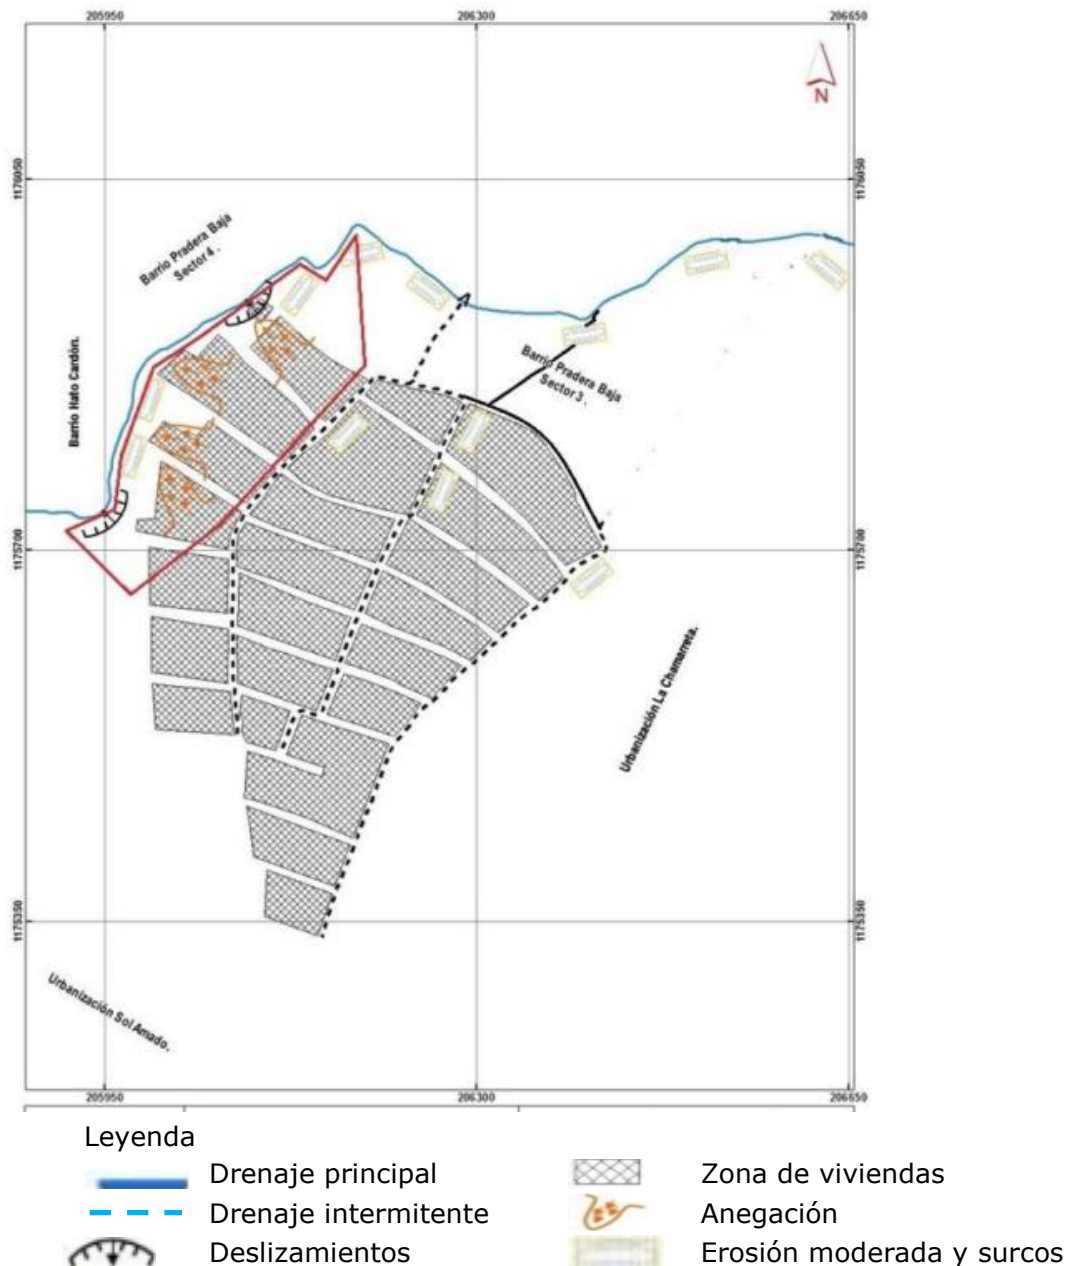 205950
206300
206650
N
1176050
1176050
Barrio Pradera Baja
Sector 4 .
Barrio Hato Cardón.
Barrio Pradera Baja
Sector 3 .
1175700
1175700
Urbanización La Chamarreta.
1175350
1175350
Urbanización Sol Amado.
205950
206300
206650
Leyenda
Drenaje principal
Zona de viviendas
Drenaje intermitente
Anegación
Deslizamientos
Erosión moderada y surcos